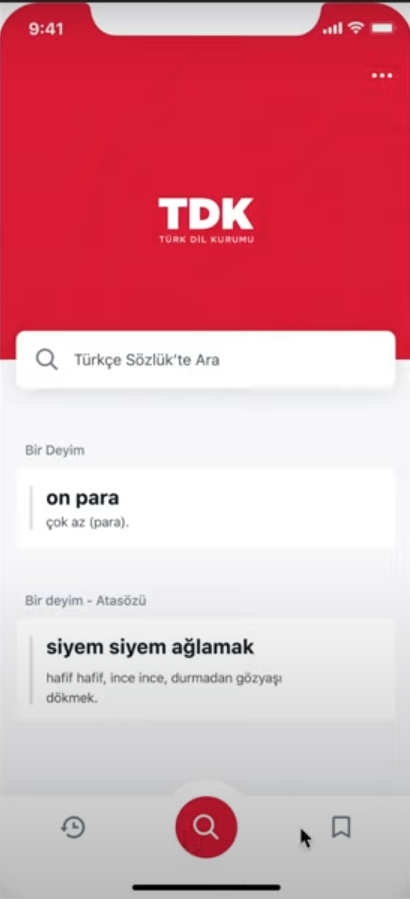 9:41
TDK
TÜRK DİL KURUMU
Türkçe Sözlük'te Ara
Bir Deyim
on para
çok az (para).
Bir deyim - Atasözü
siyem siyem ağlamak
hafif hafif, ince ince, durmadan gözyaşı
dökmek.